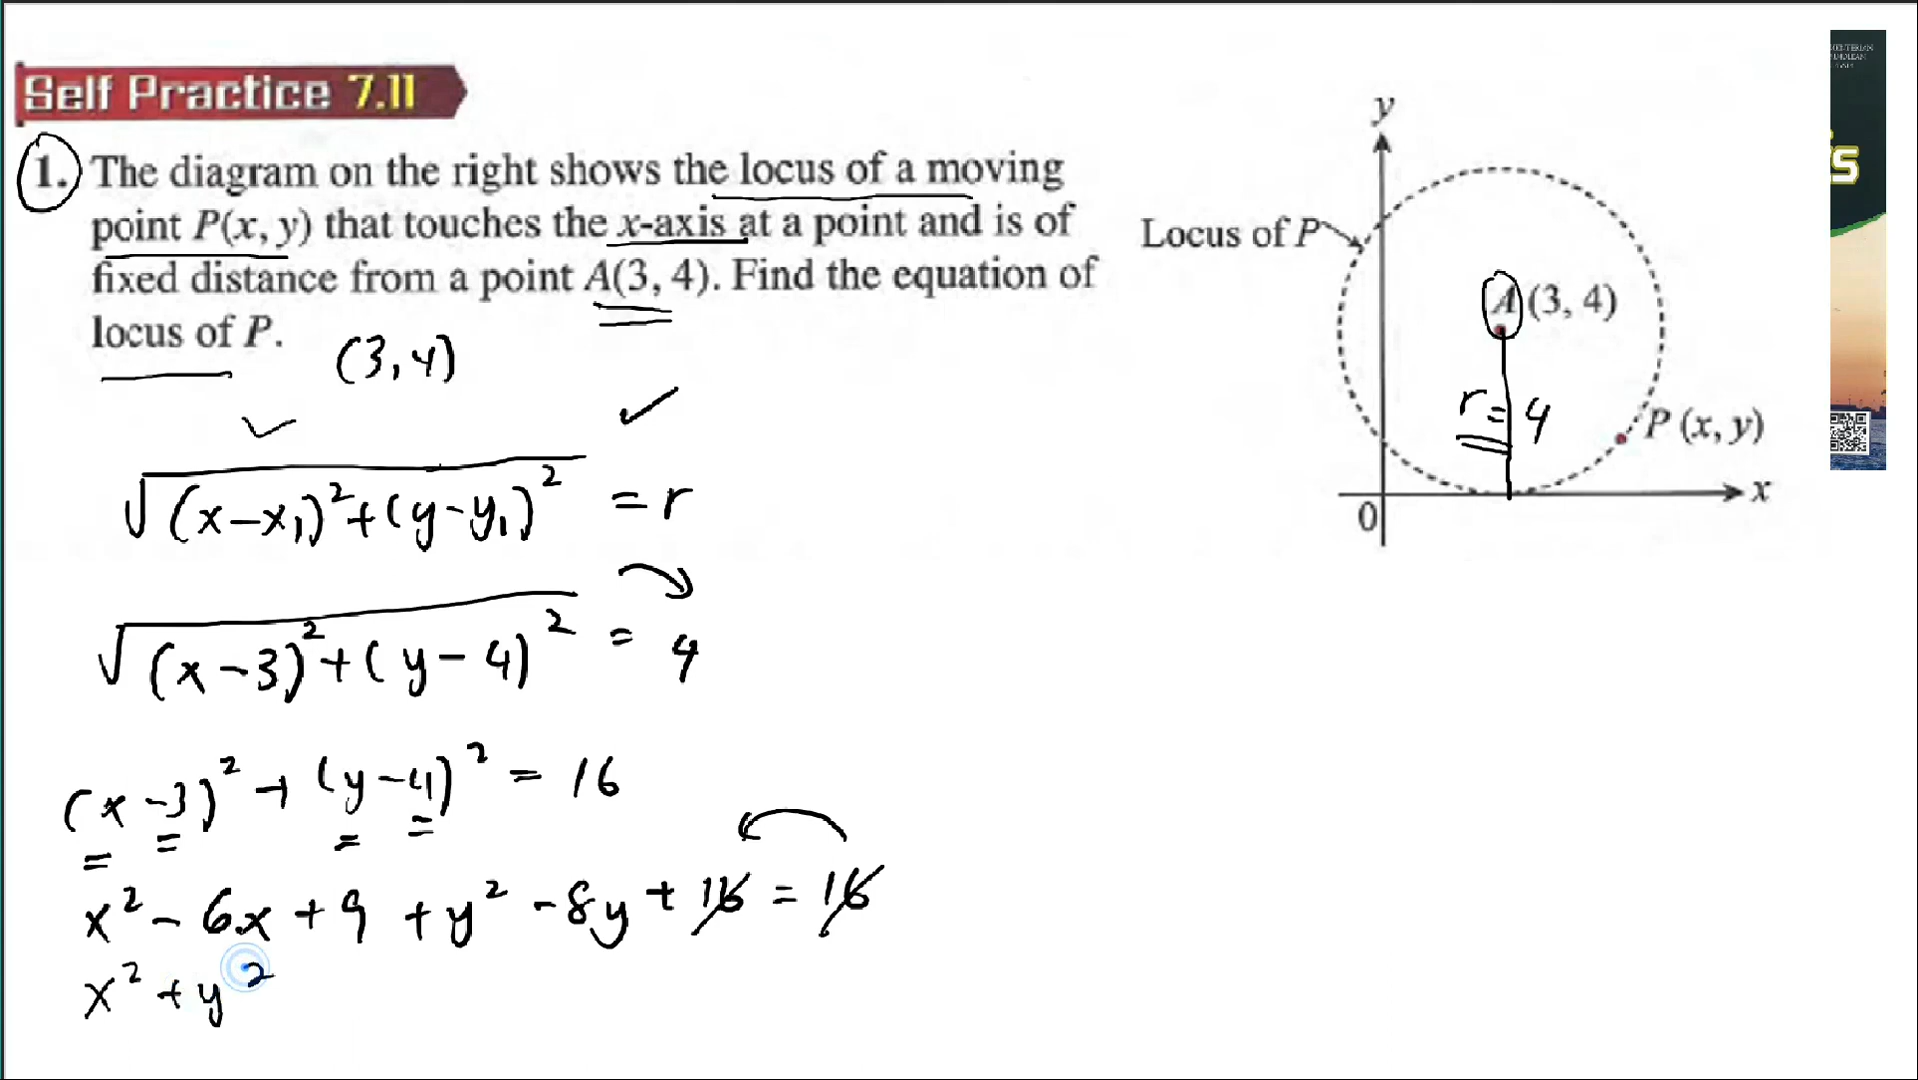 Self Practice 7.11
1. The diagram on the right shows the locus of a moving
point P(x, y) that touches the x-axis at a point and is of
fixed distance from a point A(3, 4). Find the equation of
locus of P.
(3, 4)
√(x-x₁)²+(y-y₁)² = r
√(x-3)²+(y-4)² = 4
(x-3)² + (y-4)² = 16
x² - 6x + 9 + y² - 8y + 16 = 16
x² + y²
y
Locus of P
A (3, 4)
r = 4
P (x, y)
x
0